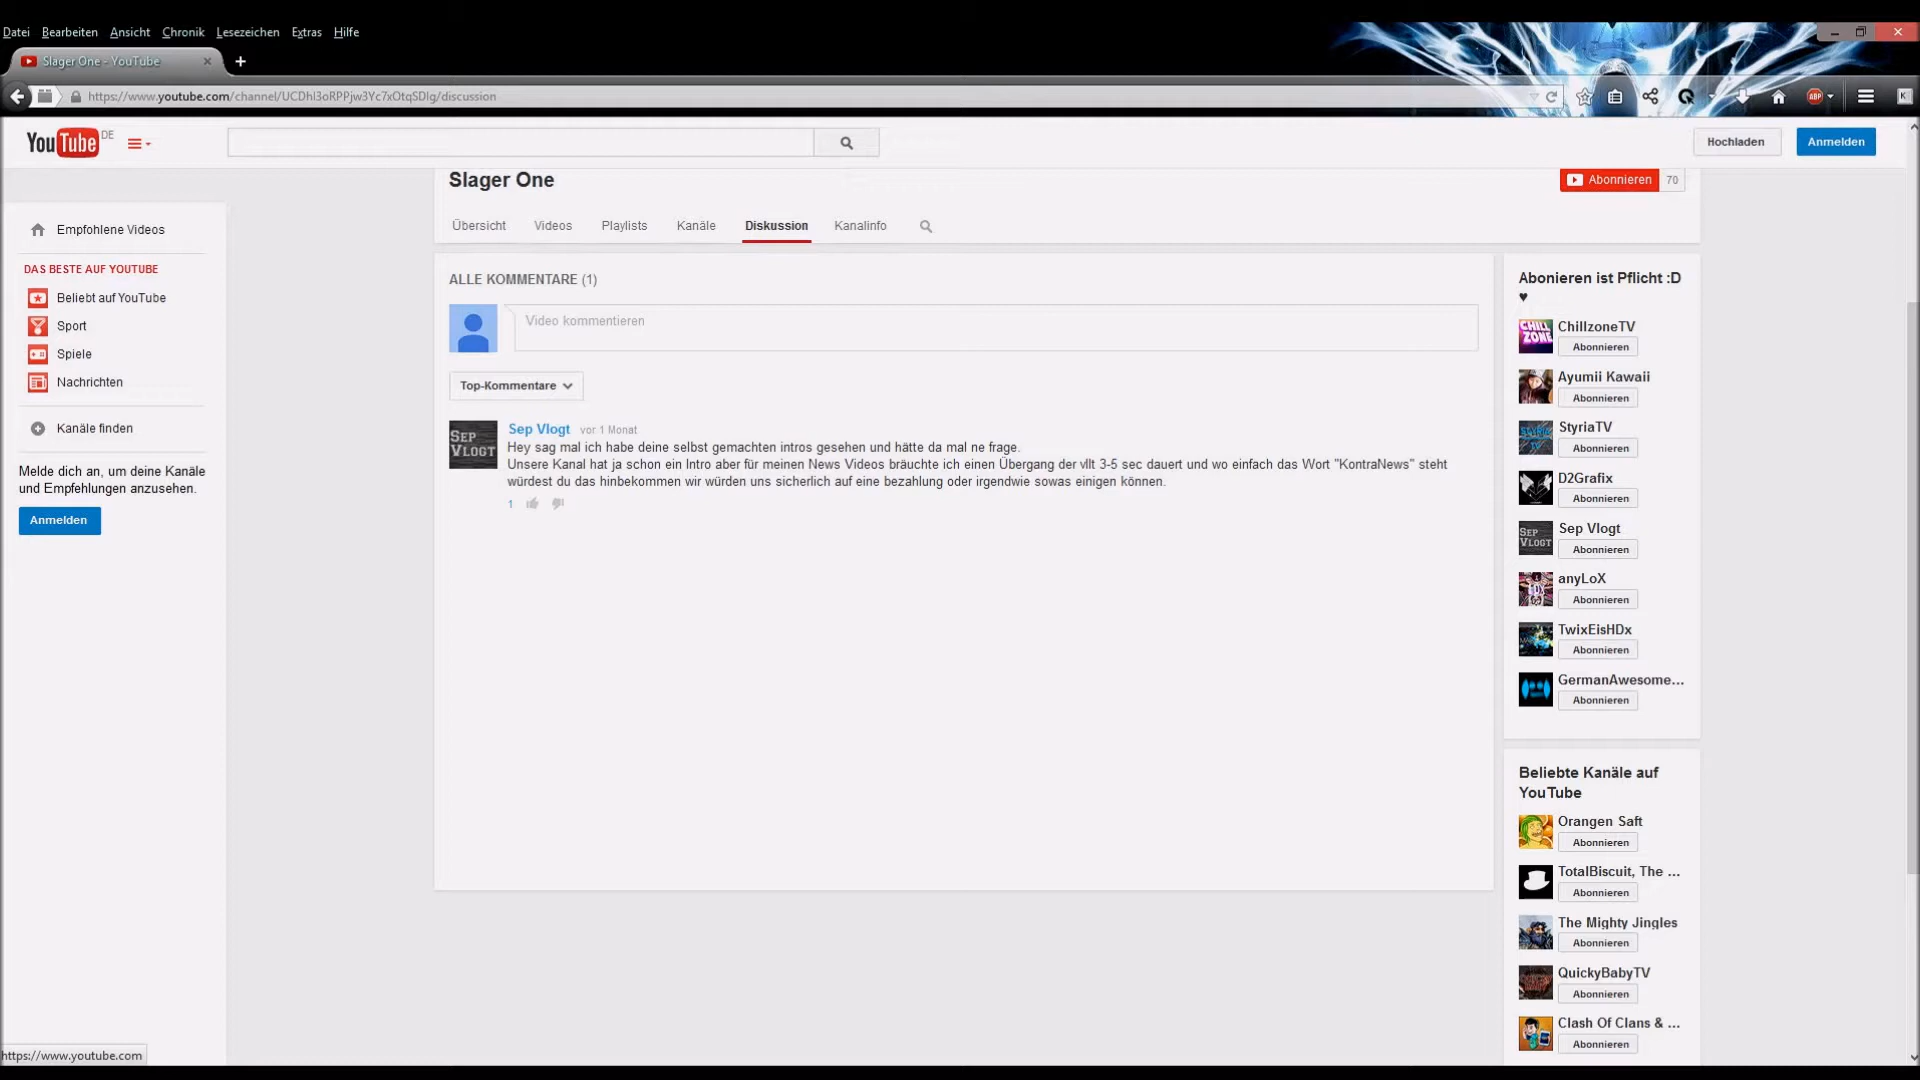 Datei Bearbeiten Ansicht Chronik Lesezeichen Extras Hilfe
Slager One - YouTube
https://www.youtube.com/channel/UCDhl3oRPPjw3Yc7xOtqSDlg/discussion
ABP
YouTube DE
Hochladen
Anmelden
Slager One
Abonnieren 70
Übersicht Videos Playlists Kanäle Diskussion Kanalinfo
Empfohlene Videos
DAS BESTE AUF YOUTUBE
Beliebt auf YouTube
Sport
Spiele
Nachrichten
Kanäle finden
Melde dich an, um deine Kanäle
und Empfehlungen anzusehen.
Anmelden
ALLE KOMMENTARE (1)
Video kommentieren
Top-Kommentare
SEP
VLOGT
Sep Vlogt vor 1 Monat
Hey sag mal ich habe deine selbst gemachten intros gesehen und hätte da mal ne frage.
Unsere Kanal hat ja schon ein Intro aber für meinen News Videos bräuchte ich einen Übergang der vllt 3-5 sec dauert und wo einfach das Wort "KontraNews" steht
würdest du das hinbekommen wir würden uns sicherlich auf eine bezahlung oder irgendwie sowas einigen können.
1
Abonieren ist Pflicht :D
♥
CHILL
ZONE
ChillzoneTV
Abonnieren
Ayumii Kawaii
Abonnieren
StyriaTV
Abonnieren
D2Grafix
Abonnieren
SEP
VLOGT
Sep Vlogt
Abonnieren
anyLoX
Abonnieren
TwixEisHDx
Abonnieren
GermanAwesome...
Abonnieren
Beliebte Kanäle auf
YouTube
Orangen Saft
Abonnieren
TotalBiscuit, The ...
Abonnieren
The Mighty Jingles
Abonnieren
QuickyBabyTV
Abonnieren
Clash Of Clans & ...
Abonnieren
https://www.youtube.com